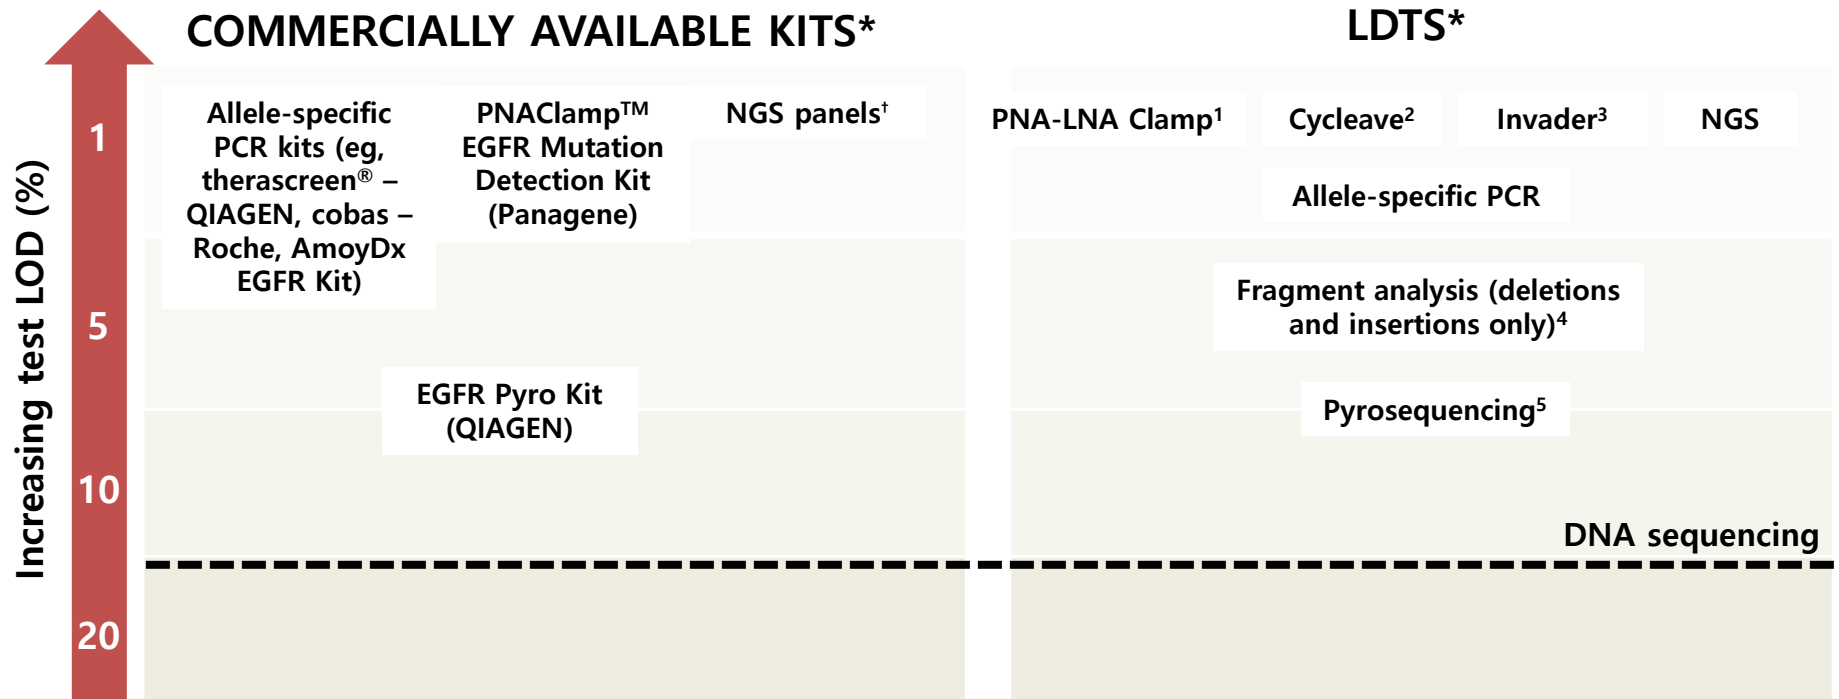 COMMERCIALLY AVAILABLE KITS*
LDTS*
Increasing test LOD (%)
1
5
10
20
Allele-specific
PCR kits (eg,
therascreen® –
QIAGEN, cobas –
Roche, AmoyDx
EGFR Kit)
PNAClamp™
EGFR Mutation
Detection Kit
(Panagene)
NGS panels†
EGFR Pyro Kit
(QIAGEN)
PNA-LNA Clamp¹
Cycleave²
Invader³
NGS
Allele-specific PCR
Fragment analysis (deletions
and insertions only)⁴
Pyrosequencing⁵
DNA sequencing